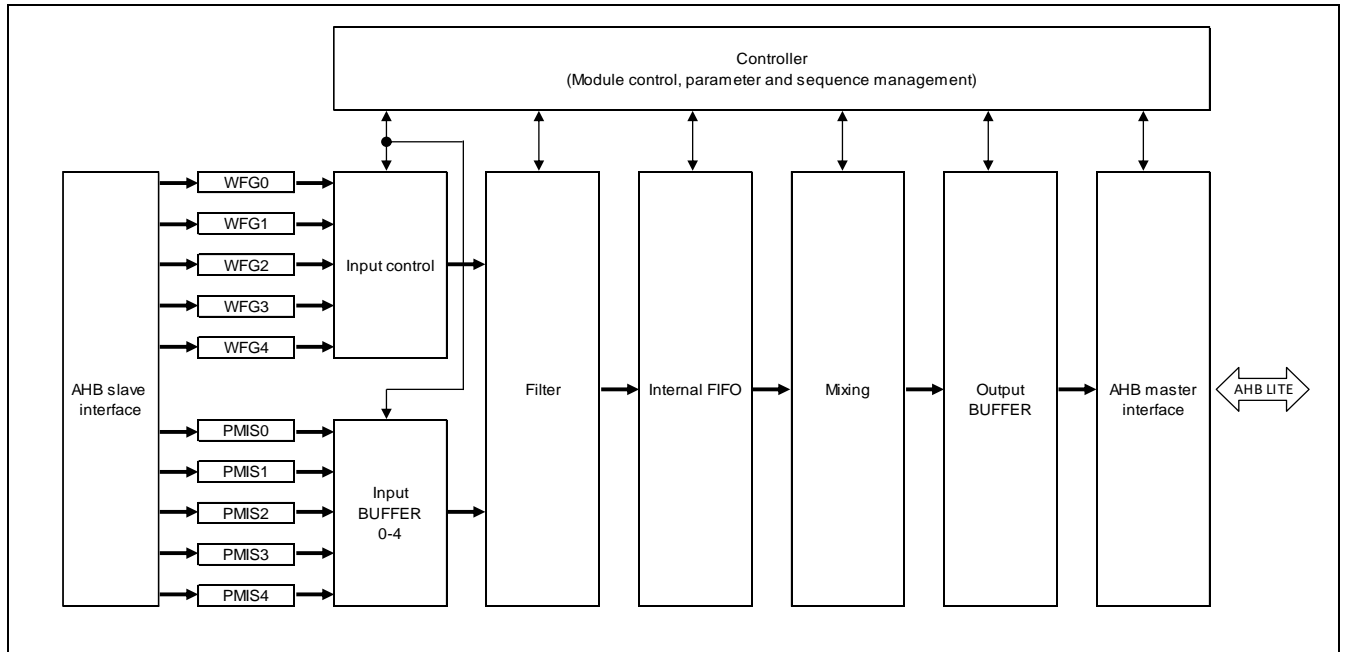 Controller
(Module control, parameter and sequence management)
WFG0
WFG1
WFG2
WFG3
WFG4
Input control
AHB slave
interface
PMIS0
PMIS1
PMIS2
PMIS3
PMIS4
Input
BUFFER
0-4
Filter
Internal FIFO
Mixing
Output
BUFFER
AHB master
interface
AHB LITE